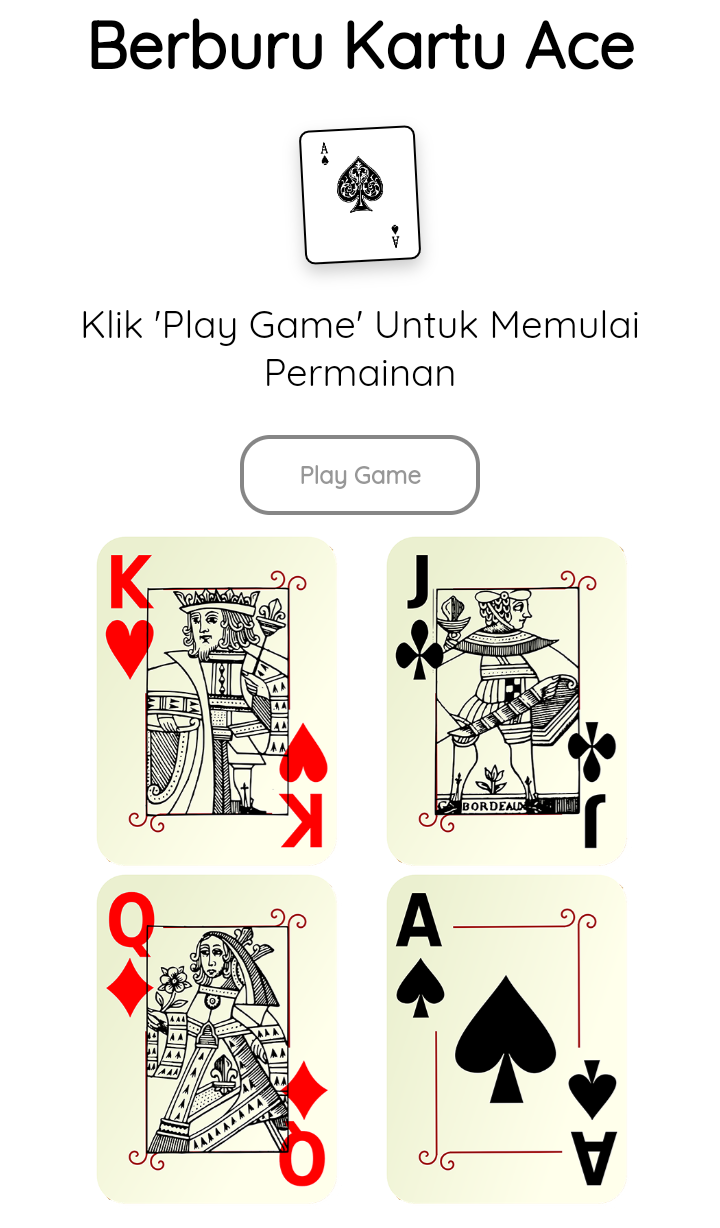 Berburu Kartu Ace
A
A
Klik 'Play Game' Untuk Memulai
Permainan
Play Game
K
K
J
BORDEAUX
J
Q
Q
A
A